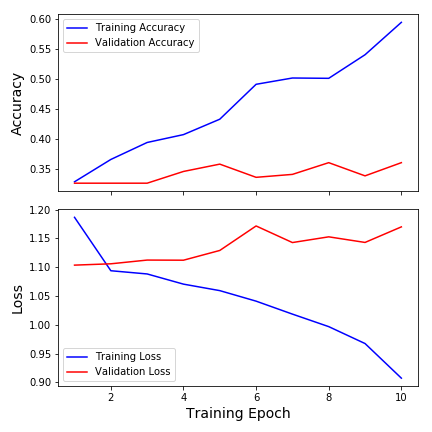 0.60
0.55
0.50
0.45
0.40
0.35
Accuracy
Training Accuracy
Validation Accuracy
1.20
1.15
1.10
1.05
1.00
0.95
0.90
Loss
Training Loss
Validation Loss
2 4 6 8 10
Training Epoch